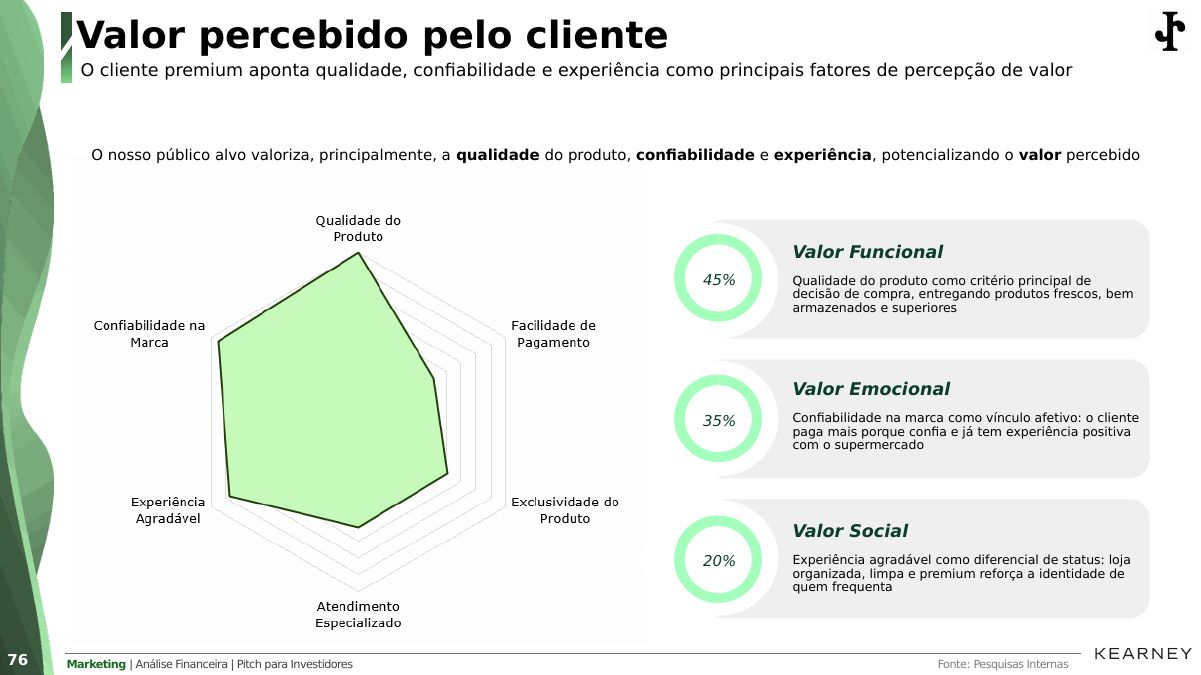 Valor percebido pelo cliente
O cliente premium aponta qualidade, confiabilidade e experiência como principais fatores de percepção de valor
O nosso público alvo valoriza, principalmente, a qualidade do produto, confiabilidade e experiência, potencializando o valor percebido
Qualidade do
Produto
Confiabilidade na
Marca
Facilidade de
Pagamento
Experiência
Agradável
Exclusividade do
Produto
Atendimento
Especializado
45%
Valor Funcional
Qualidade do produto como critério principal de
decisão de compra, entregando produtos frescos, bem
armazenados e superiores
35%
Valor Emocional
Confiabilidade na marca como vínculo afetivo: o cliente
paga mais porque confia e já tem experiência positiva
com o supermercado
20%
Valor Social
Experiência agradável como diferencial de status: loja
organizada, limpa e premium reforça a identidade de
quem frequenta
76
Marketing | Análise Financeira | Pitch para Investidores
Fonte: Pesquisas Internas
KEARNEY